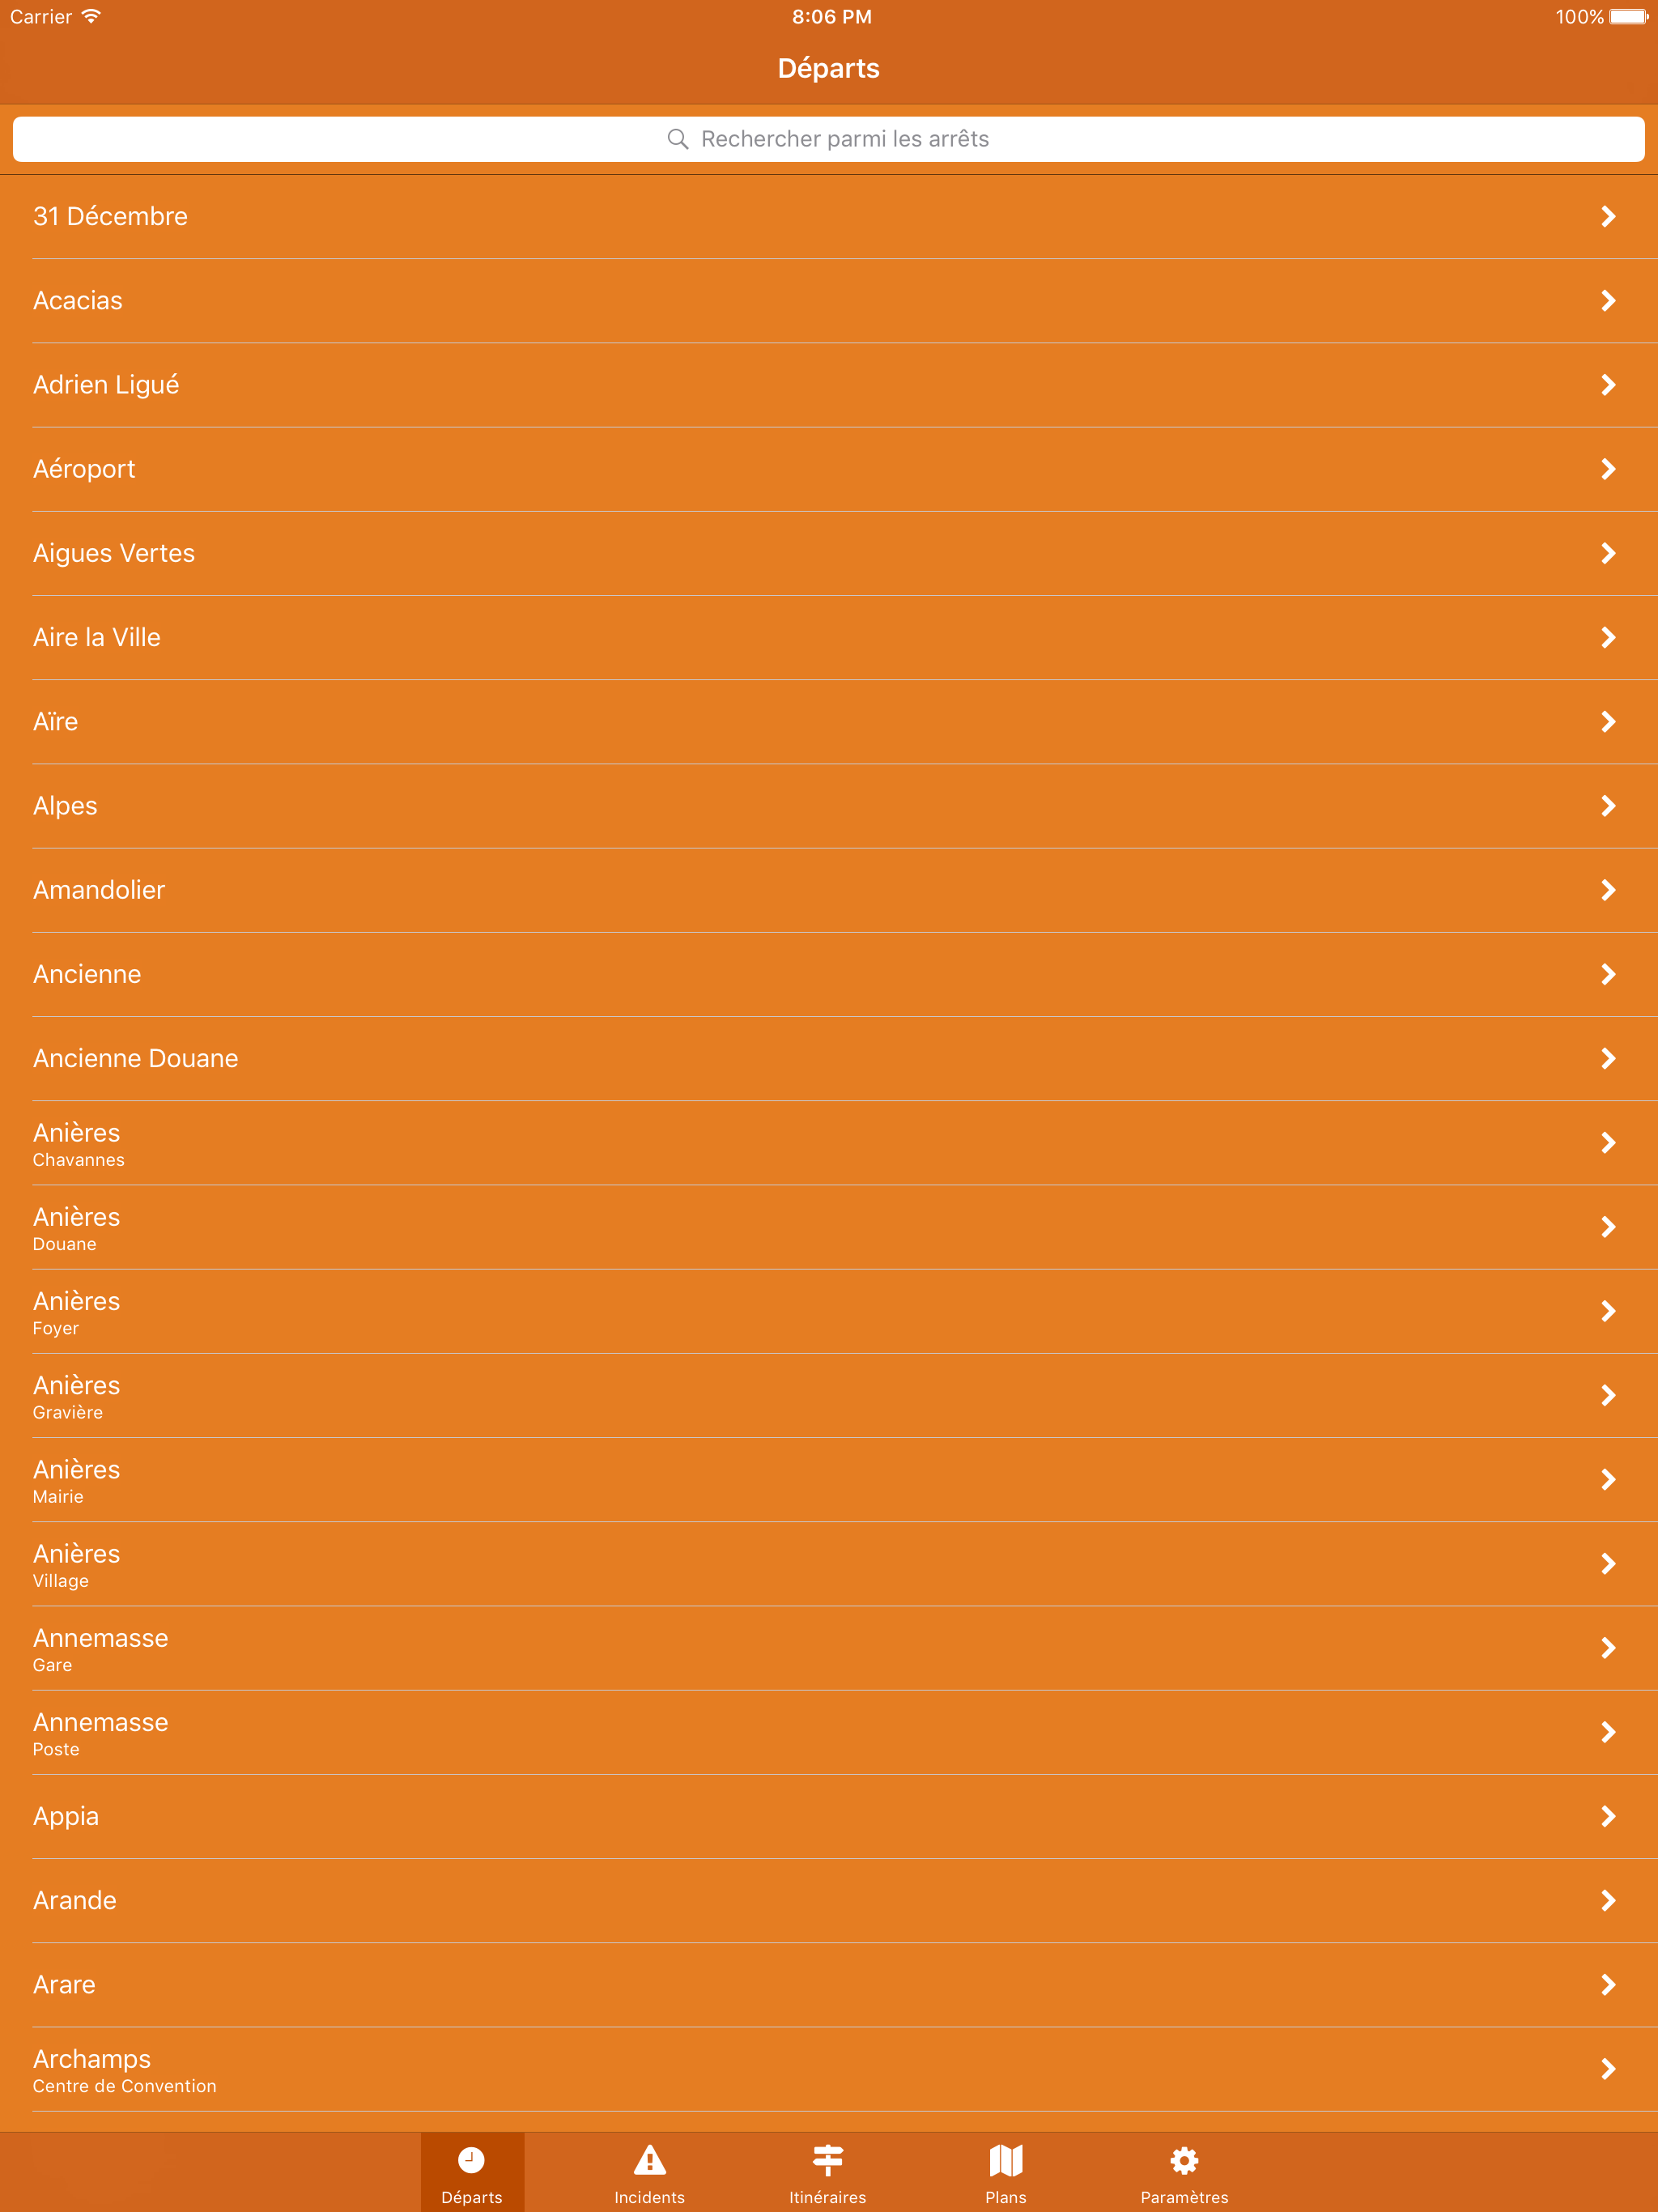 Carrier 8:06 PM 100%
Départs
Rechercher parmi les arrêts
31 Décembre
Acacias
Adrien Ligué
Aéroport
Aigues Vertes
Aire la Ville
Aïre
Alpes
Amandolier
Ancienne
Ancienne Douane
Anières
Chavannes
Anières
Douane
Anières
Foyer
Anières
Gravière
Anières
Mairie
Anières
Village
Annemasse
Gare
Annemasse
Poste
Appia
Arande
Arare
Archamps
Centre de Convention
Départs Incidents Itinéraires Plans Paramètres